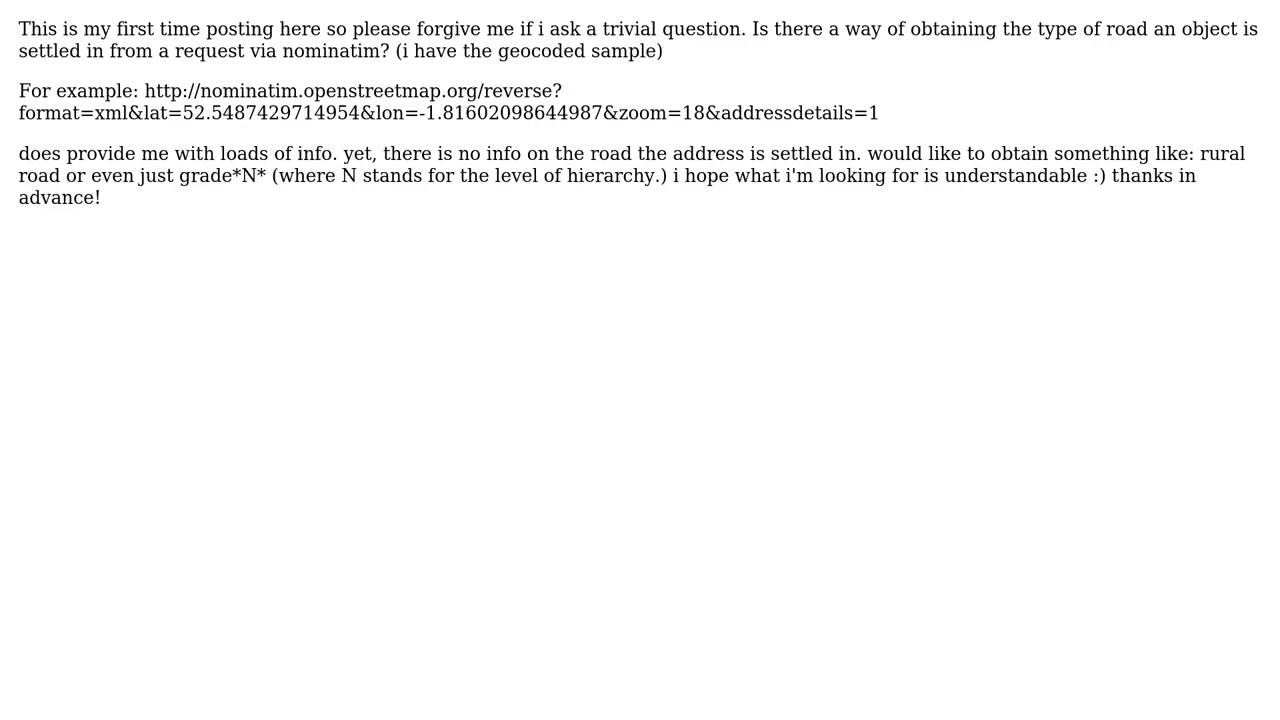 This is my first time posting here so please forgive me if i ask a trivial question. Is there a way of obtaining the type of road an object is
settled in from a request via nominatim? (i have the geocoded sample)
For example: http://nominatim.openstreetmap.org/reverse?
format=xml&lat=52.5487429714954&lon=-1.81602098644987&zoom=18&addressdetails=1
does provide me with loads of info. yet, there is no info on the road the address is settled in. would like to obtain something like: rural
road or even just grade*N* (where N stands for the level of hierarchy.) i hope what i'm looking for is understandable :) thanks in
advance!